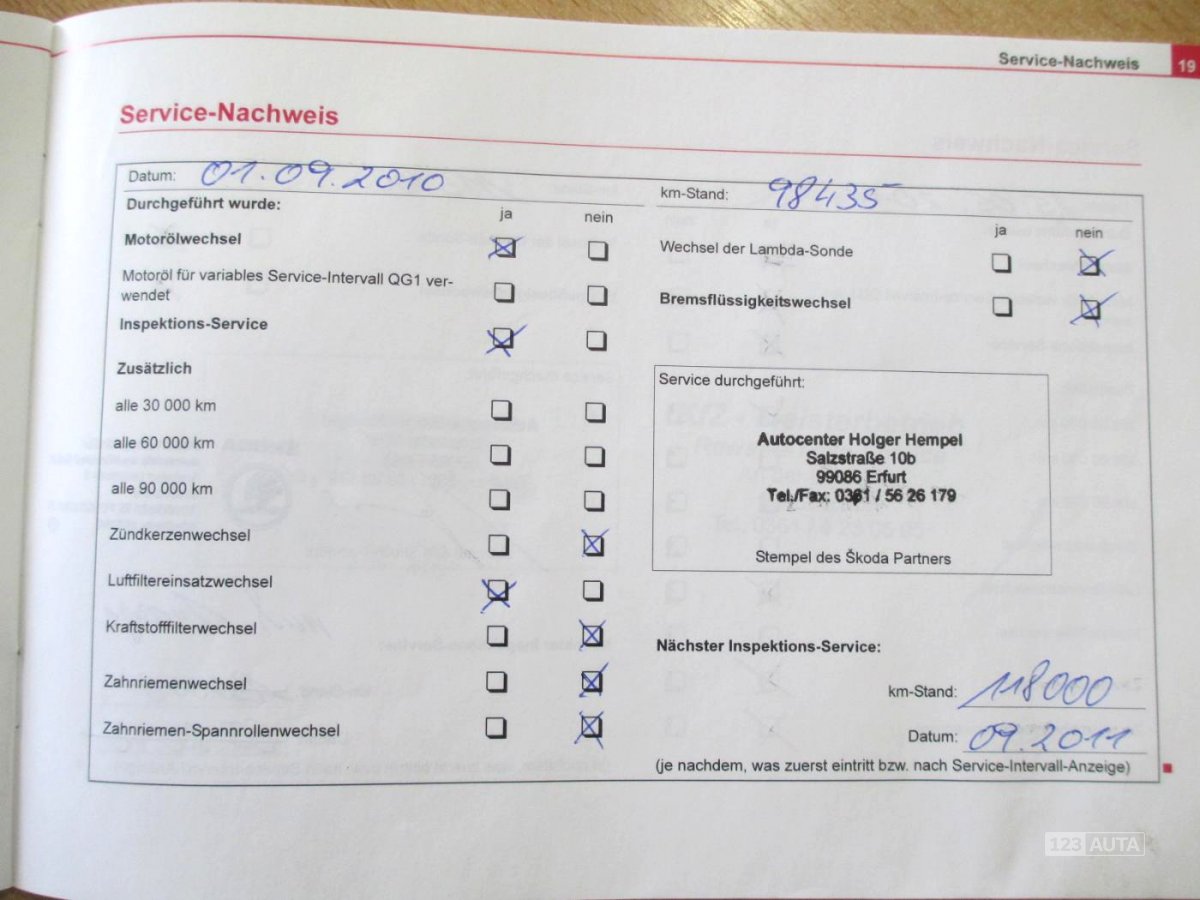 Service-Nachweis 19
Service-Nachweis
Datum: 01.09.2010
km-Stand: 98435
Durchgeführt wurde:
ja nein
Motorölwechsel
Motoröl für variables Service-Intervall QG1 ver-
wendet
Inspektions-Service
Zusätzlich
alle 30 000 km
alle 60 000 km
alle 90 000 km
Zündkerzenwechsel
Luftfiltereinsatzwechsel
Kraftstofffilterwechsel
Zahnriemenwechsel
Zahnriemen-Spannrollenwechsel
ja nein
Wechsel der Lambda-Sonde
Bremsflüssigkeitswechsel
Service durchgeführt:
Autocenter Holger Hempel
Salzstraße 10b
99086 Erfurt
Tel./Fax: 0361 / 56 26 179
Stempel des Škoda Partners
Nächster Inspektions-Service:
km-Stand: 118000
Datum: 09.2011
(je nachdem, was zuerst eintritt bzw. nach Service-Intervall-Anzeige)
123 AUTA